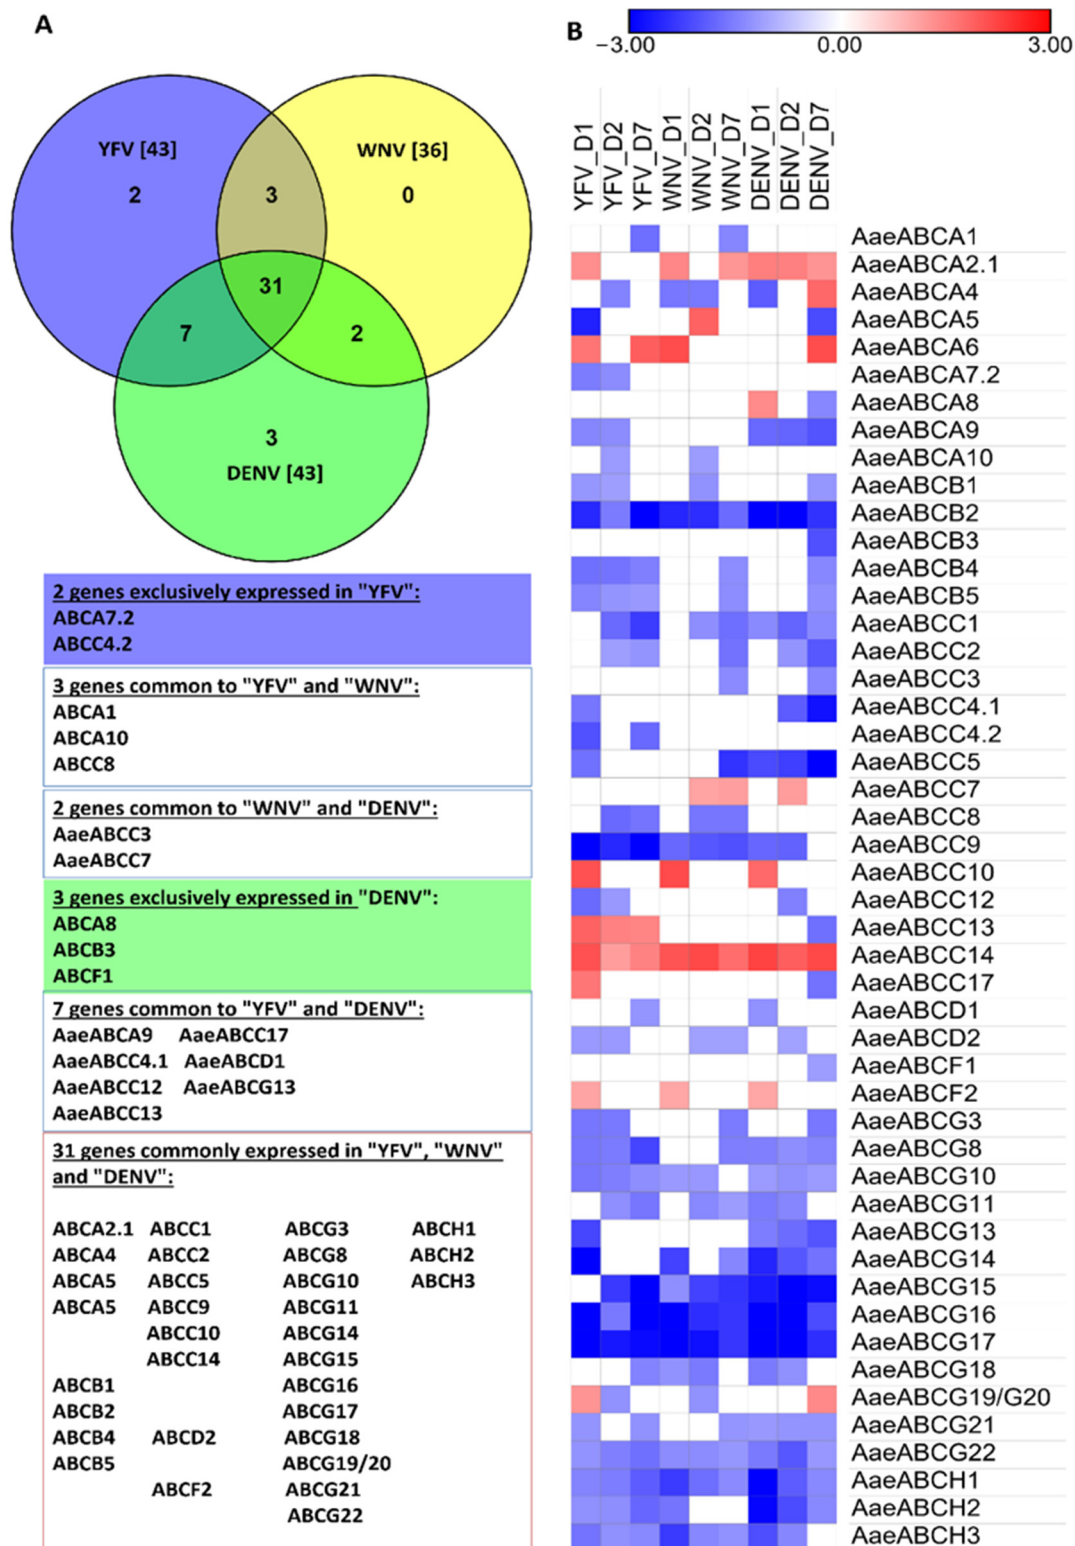 A
YFV [43]
WNV [36]
2
3
0
31
7
2
3
DENV [43]
2 genes exclusively expressed in "YFV":
ABCA7.2
ABCC4.2
3 genes common to "YFV" and "WNV":
ABCA1
ABCA10
ABCC8
2 genes common to "WNV" and "DENV":
AaeABCC3
AaeABCC7
3 genes exclusively expressed in "DENV":
ABCA8
ABCB3
ABCF1
7 genes common to "YFV" and "DENV":
AaeABCA9 AaeABCC17
AaeABCC4.1 AaeABCD1
AaeABCC12 AaeABCG13
AaeABCC13
31 genes commonly expressed in "YFV", "WNV"
and "DENV":
ABCA2.1 ABCC1 ABCG3 ABCH1
ABCA4 ABCC2 ABCG8 ABCH2
ABCA5 ABCC5 ABCG10 ABCH3
ABCA5 ABCC9 ABCG11
ABCC10 ABCG14
ABCC14 ABCG15
ABCB1 ABCG16
ABCB2 ABCG17
ABCB4 ABCD2 ABCG18
ABCB5 ABCG19/20
ABCF2 ABCG21
ABCG22
B
−3.00 0.00 3.00
YFV_D1
YFV_D2
YFV_D7
WNV_D1
WNV_D2
WNV_D7
DENV_D1
DENV_D2
DENV_D7
AaeABCA1
AaeABCA2.1
AaeABCA4
AaeABCA5
AaeABCA6
AaeABCA7.2
AaeABCA8
AaeABCA9
AaeABCA10
AaeABCB1
AaeABCB2
AaeABCB3
AaeABCB4
AaeABCB5
AaeABCC1
AaeABCC2
AaeABCC3
AaeABCC4.1
AaeABCC4.2
AaeABCC5
AaeABCC7
AaeABCC8
AaeABCC9
AaeABCC10
AaeABCC12
AaeABCC13
AaeABCC14
AaeABCC17
AaeABCD1
AaeABCD2
AaeABCF1
AaeABCF2
AaeABCG3
AaeABCG8
AaeABCG10
AaeABCG11
AaeABCG13
AaeABCG14
AaeABCG15
AaeABCG16
AaeABCG17
AaeABCG18
AaeABCG19/G20
AaeABCG21
AaeABCG22
AaeABCH1
AaeABCH2
AaeABCH3